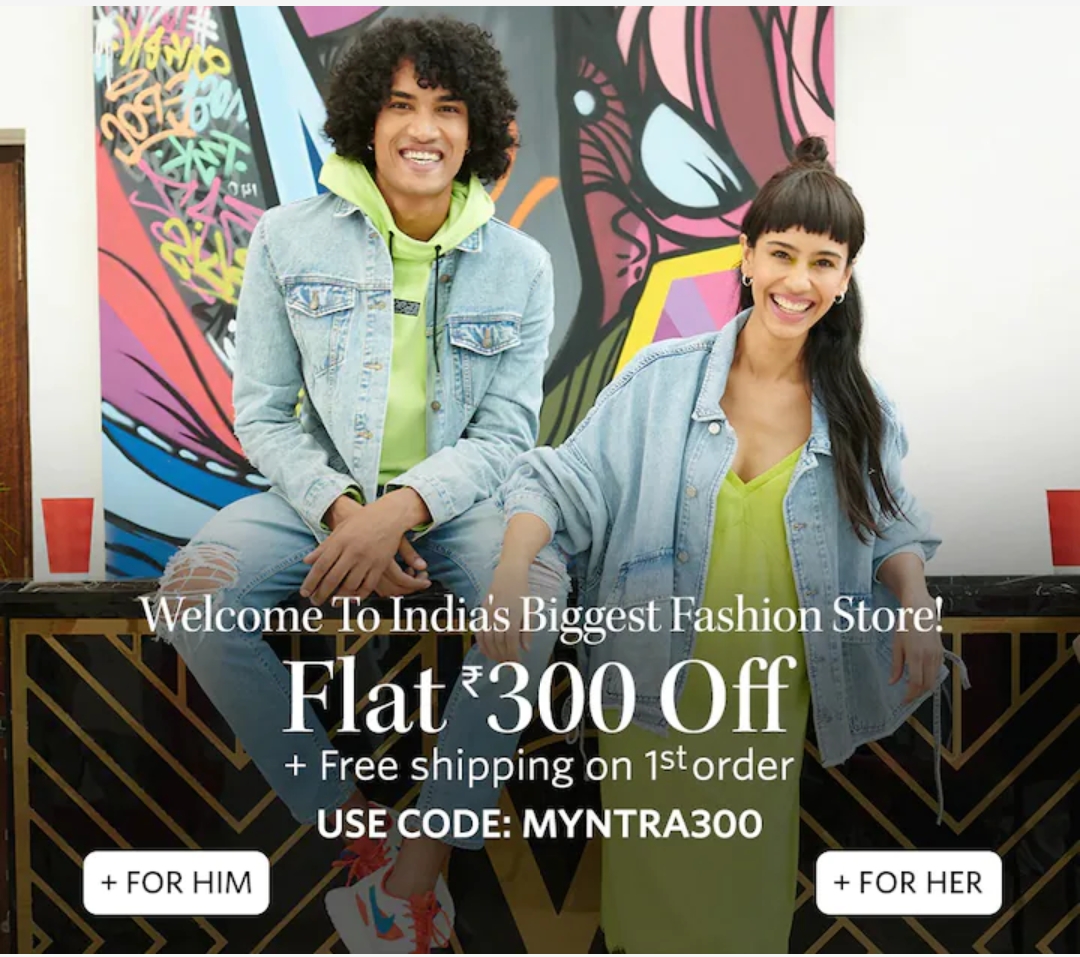 Welcome To India's Biggest Fashion Store!
Flat ₹300 Off
+ Free shipping on 1st order
USE CODE: MYNTRA300
+ FOR HIM
+ FOR HER